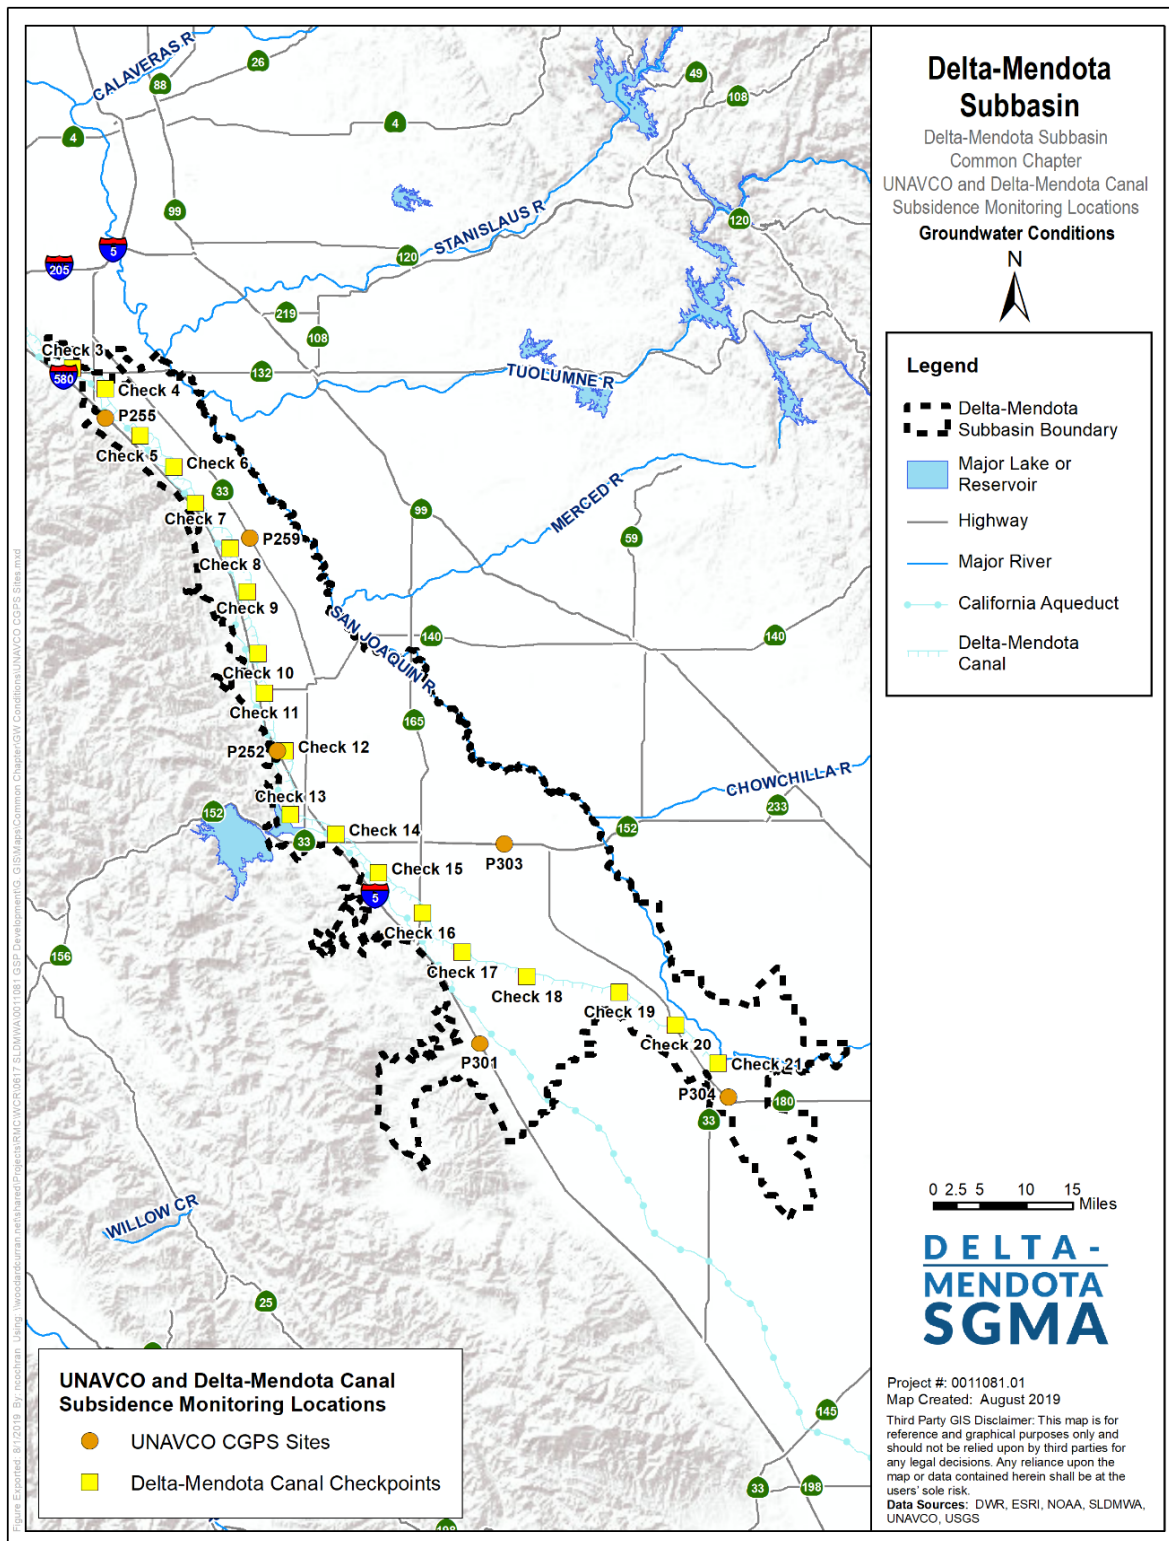 Delta-Mendota
Subbasin
Delta-Mendota Subbasin
Common Chapter
UNAVCO and Delta-Mendota Canal
Subsidence Monitoring Locations
Groundwater Conditions
N
Legend
Delta-Mendota
Subbasin Boundary
Major Lake or
Reservoir
Highway
Major River
California Aqueduct
Delta-Mendota
Canal
0 2.5 5 10 15
Miles
DELTA-
MENDOTA
SGMA
Project #: 0011081.01
Map Created: August 2019
Third Party GIS Disclaimer: This map is for
reference and graphical purposes only and
should not be relied upon by third parties for
any legal decisions. Any reliance upon the
map or data contained herein shall be at the
users' sole risk.
Data Sources: DWR, ESRI, NOAA, SLDMWA,
UNAVCO, USGS
CALAVERAS R
26
88
49
108
4
4
99
STANISLAUS R
120
120
5
205
219
108
Check 3
580
132
TUOLUMNE R
Check 4
P255
Check 5
Check 6
33
MERCED R
Check 7
99
59
P259
Check 8
Check 9
SAN JOAQUIN R
140
140
Check 10
Check 11
165
P252
Check 12
CHOWCHILLA R
Check 13
152
233
152
33
Check 14
P303
Check 15
5
Check 16
156
Check 17
Check 18
Check 19
Check 20
P301
Check 21
P304
180
33
WILLOW CR
25
145
33
198
UNAVCO and Delta-Mendota Canal
Subsidence Monitoring Locations
UNAVCO CGPS Sites
Delta-Mendota Canal Checkpoints